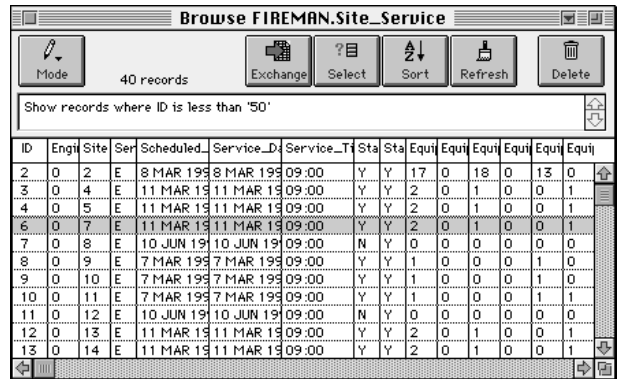 Browse FIREMAN.Site_Service
Mode 40 records Exchange Select Sort Refresh Delete
Show records where ID is less than '50'
ID Engi Site Ser Scheduled_ Service_Da Service_Ti Sta Sta Equi Equi Equi Equi Equi Equi
2 0 2 E 8 MAR 199 8 MAR 199 09:00 Y Y 17 0 18 0 13 0
3 0 4 E 11 MAR 19 11 MAR 19 09:00 Y Y 2 0 1 0 0 1
4 0 5 E 11 MAR 19 11 MAR 19 09:00 Y Y 2 0 1 0 0 1
6 0 7 E 11 MAR 19 11 MAR 19 09:00 Y Y 2 0 1 0 0 1
7 0 8 E 10 JUN 19 10 JUN 19 09:00 N Y 0 0 0 0 0 0
8 0 9 E 7 MAR 199 7 MAR 199 09:00 Y Y 1 0 0 0 1 0
9 0 10 E 7 MAR 199 7 MAR 199 09:00 Y Y 1 0 0 0 1 0
10 0 11 E 7 MAR 199 7 MAR 199 09:00 Y Y 1 0 0 0 1 1
11 0 12 E 10 JUN 19 10 JUN 19 09:00 N Y 0 0 0 0 0 0
12 0 13 E 11 MAR 19 11 MAR 19 09:00 Y Y 2 0 1 0 0 1
13 0 14 E 11 MAR 19 11 MAR 19 09:00 Y Y 2 0 1 0 0 1